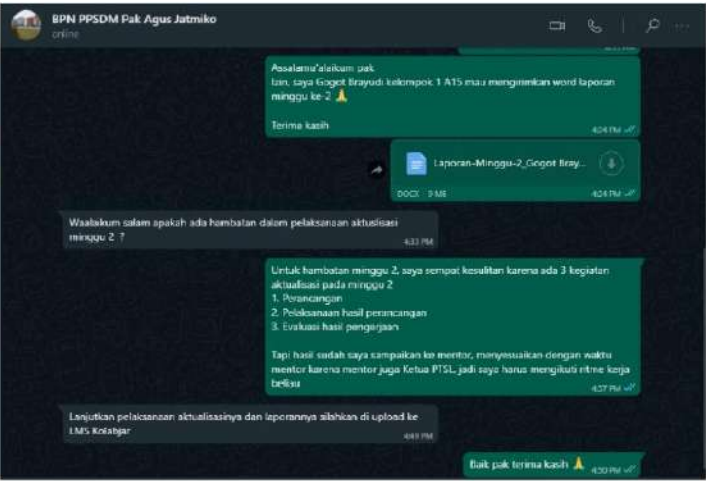 BPN PPSDM Pak Agus Jatmiko
online
Assalamu'alaikum pak
Izin, saya Gogot Brayudi kelompok 1 A15 mau mengirimkan word laporan
minggu ke-2 🙏
Terima kasih
4:24 PM
Laporan-Minggu-2_Gogot Bray...
DOCX 9 MB
4:24 PM
Waalaikum salam apakah ada hambatan dalam pelaksanaan aktualisasi
minggu 2 ?
4:33 PM
Untuk hambatan minggu 2, saya sempat kesulitan karena ada 3 kegiatan
aktualisasi pada minggu 2
1. Perancangan
2. Pelaksanaan hasil perancangan
3. Evaluasi hasil pengerjaan
Tapi hasil sudah saya sampaikan ke mentor, menyesuaikan dengan waktu
mentor karena mentor juga Ketua PTSL, jadi saya harus mengikuti ritme kerja
beliau
4:37 PM
Lanjutkan pelaksanaan aktualisasinya dan laporannya silahkan di upload ke
LMS Kolabjar
Baik pak terima kasih 🙏
4:50 PM